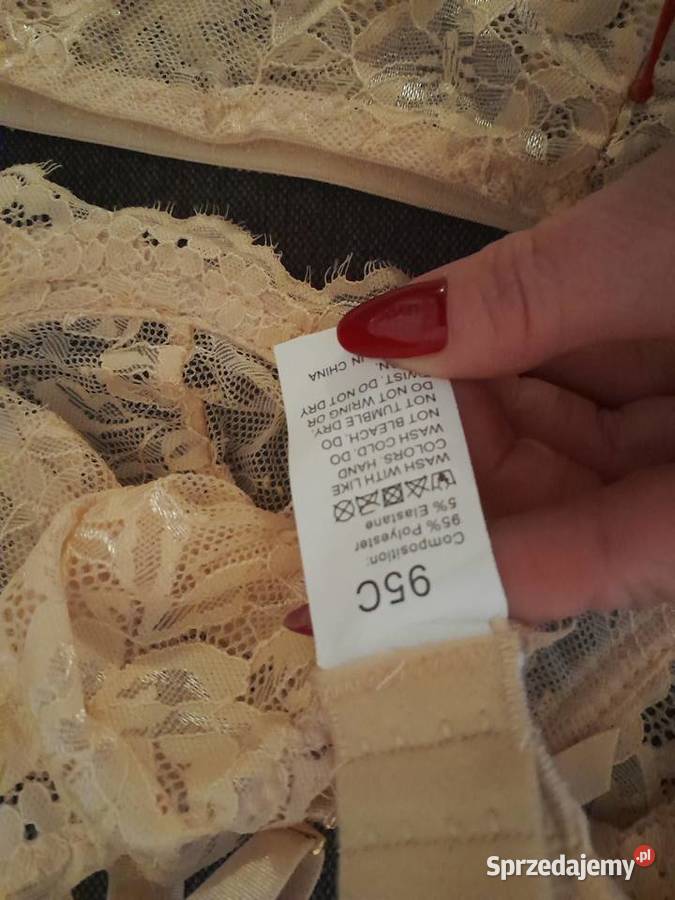 95C
Composition:
95% Polyester
5% Elastane
WASH WITH LIKE
COLORS. HAND
WASH COLD. DO
NOT BLEACH. DO
NOT TUMBLE DRY.
DO NOT WRING OR
TWIST. DO NOT DRY
IN CHINA
Sprzedajemy.pl